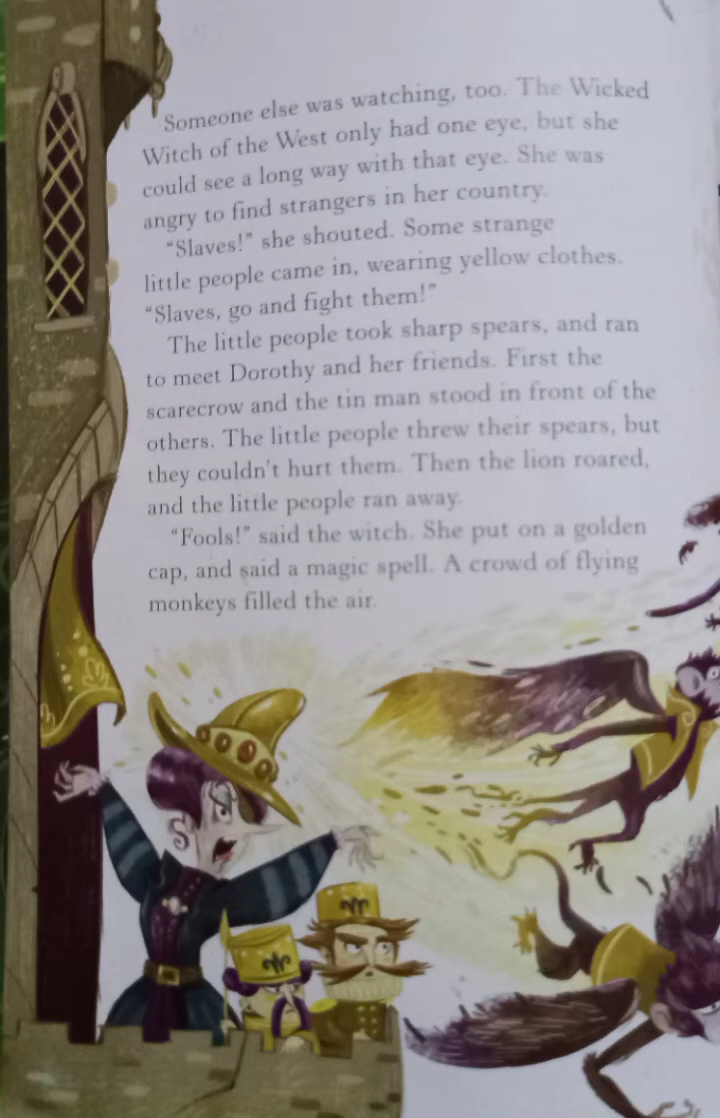 Someone else was watching, too. The Wicked
Witch of the West only had one eye, but she
could see a long way with that eye. She was
angry to find strangers in her country.
“Slaves!” she shouted. Some strange
little people came in, wearing yellow clothes.
“Slaves, go and fight them!”
The little people took sharp spears, and ran
to meet Dorothy and her friends. First the
scarecrow and the tin man stood in front of the
others. The little people threw their spears, but
they couldn't hurt them. Then the lion roared,
and the little people ran away.
“Fools!” said the witch. She put on a golden
cap, and said a magic spell. A crowd of flying
monkeys filled the air.